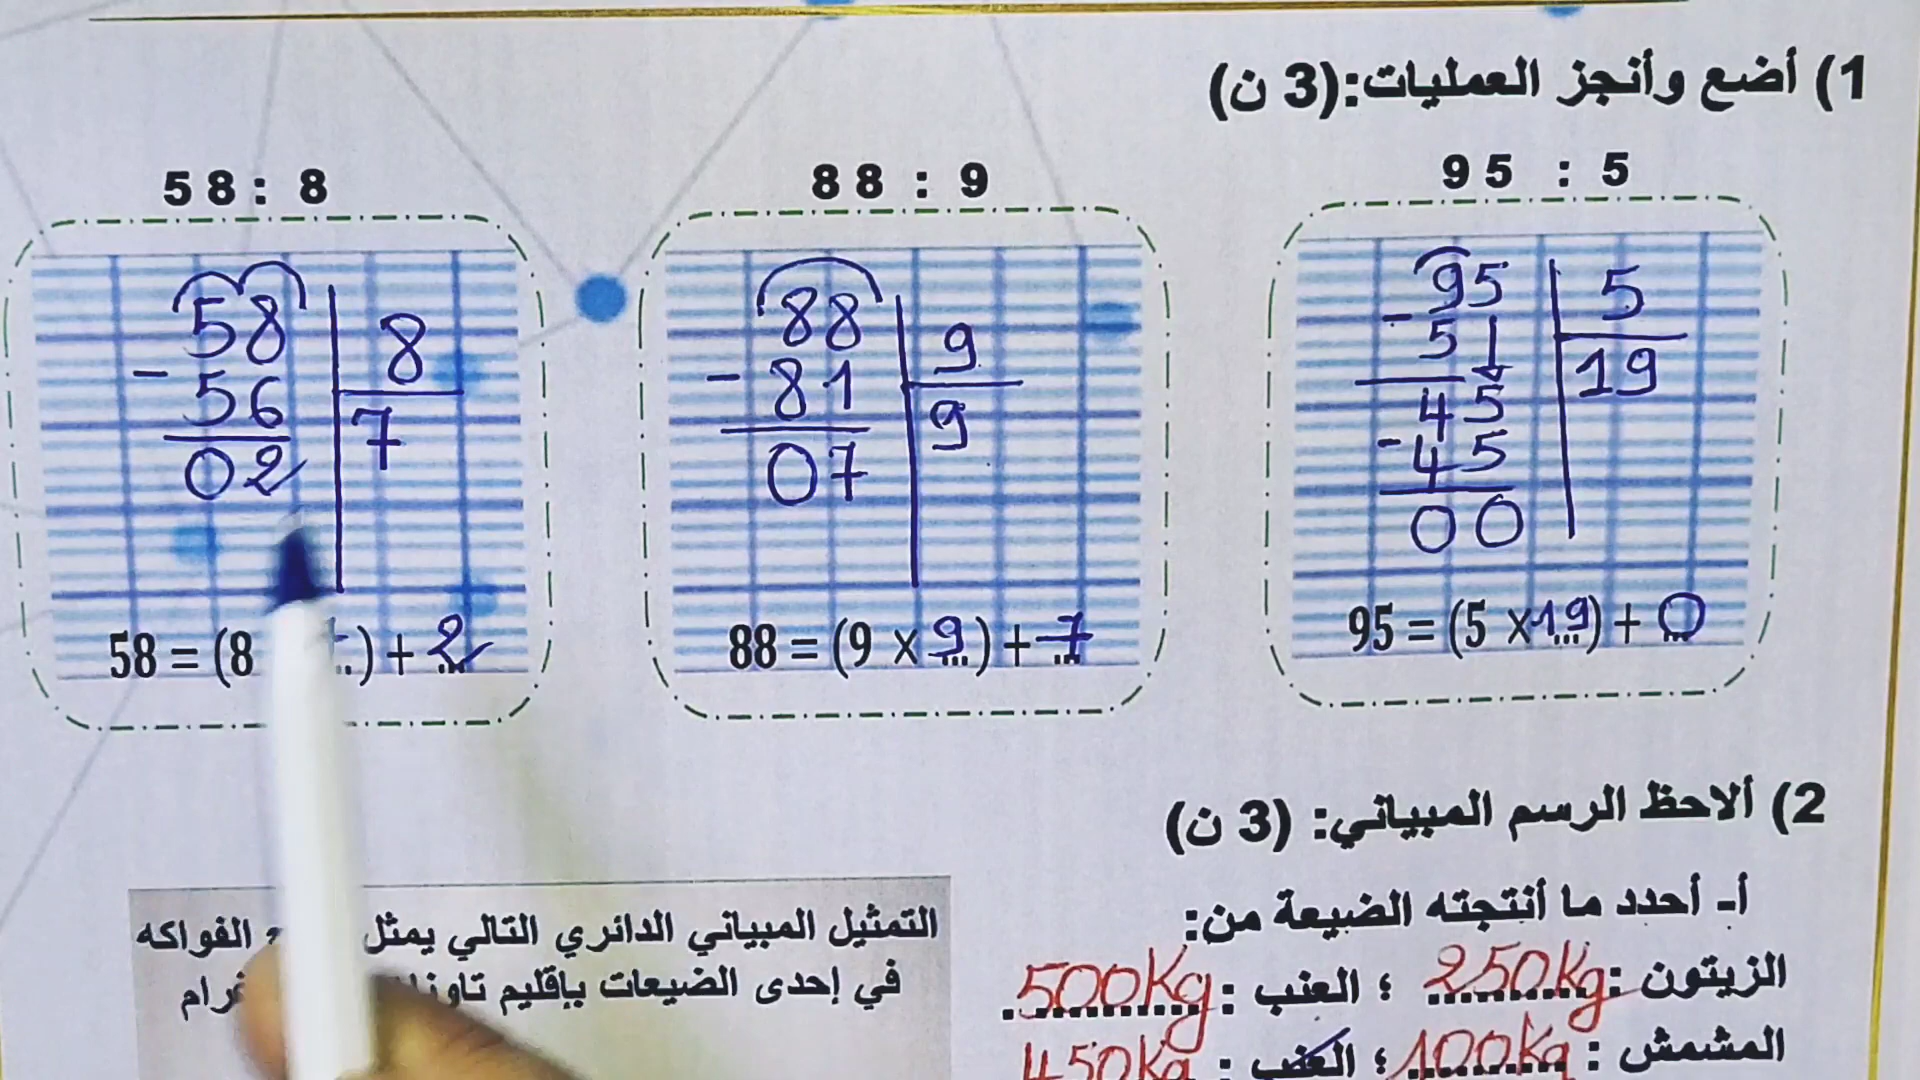 1) أضع وأنجز العمليات:(3 ن)
95 : 5
95 5
- 5 19
45
- 45
00
95 = (5 × 19) + 0
88 : 9
88 9
- 81 9
07
88 = (9 × 9) + 7
58 : 8
58 8
- 56 7
02
58 = (8 ) + 2
2) ألاحظ الرسم المبياني: (3 ن)
أ- أحدد ما أنتجته الضيعة من:
الزيتون : 250Kg ؛ العنب : 500Kg
المشمش : 100Kg ؛ العنب : 450Kg
التمثيل المبياني الدائري التالي يمثل الفواكه
في إحدى الضيعات بإقليم